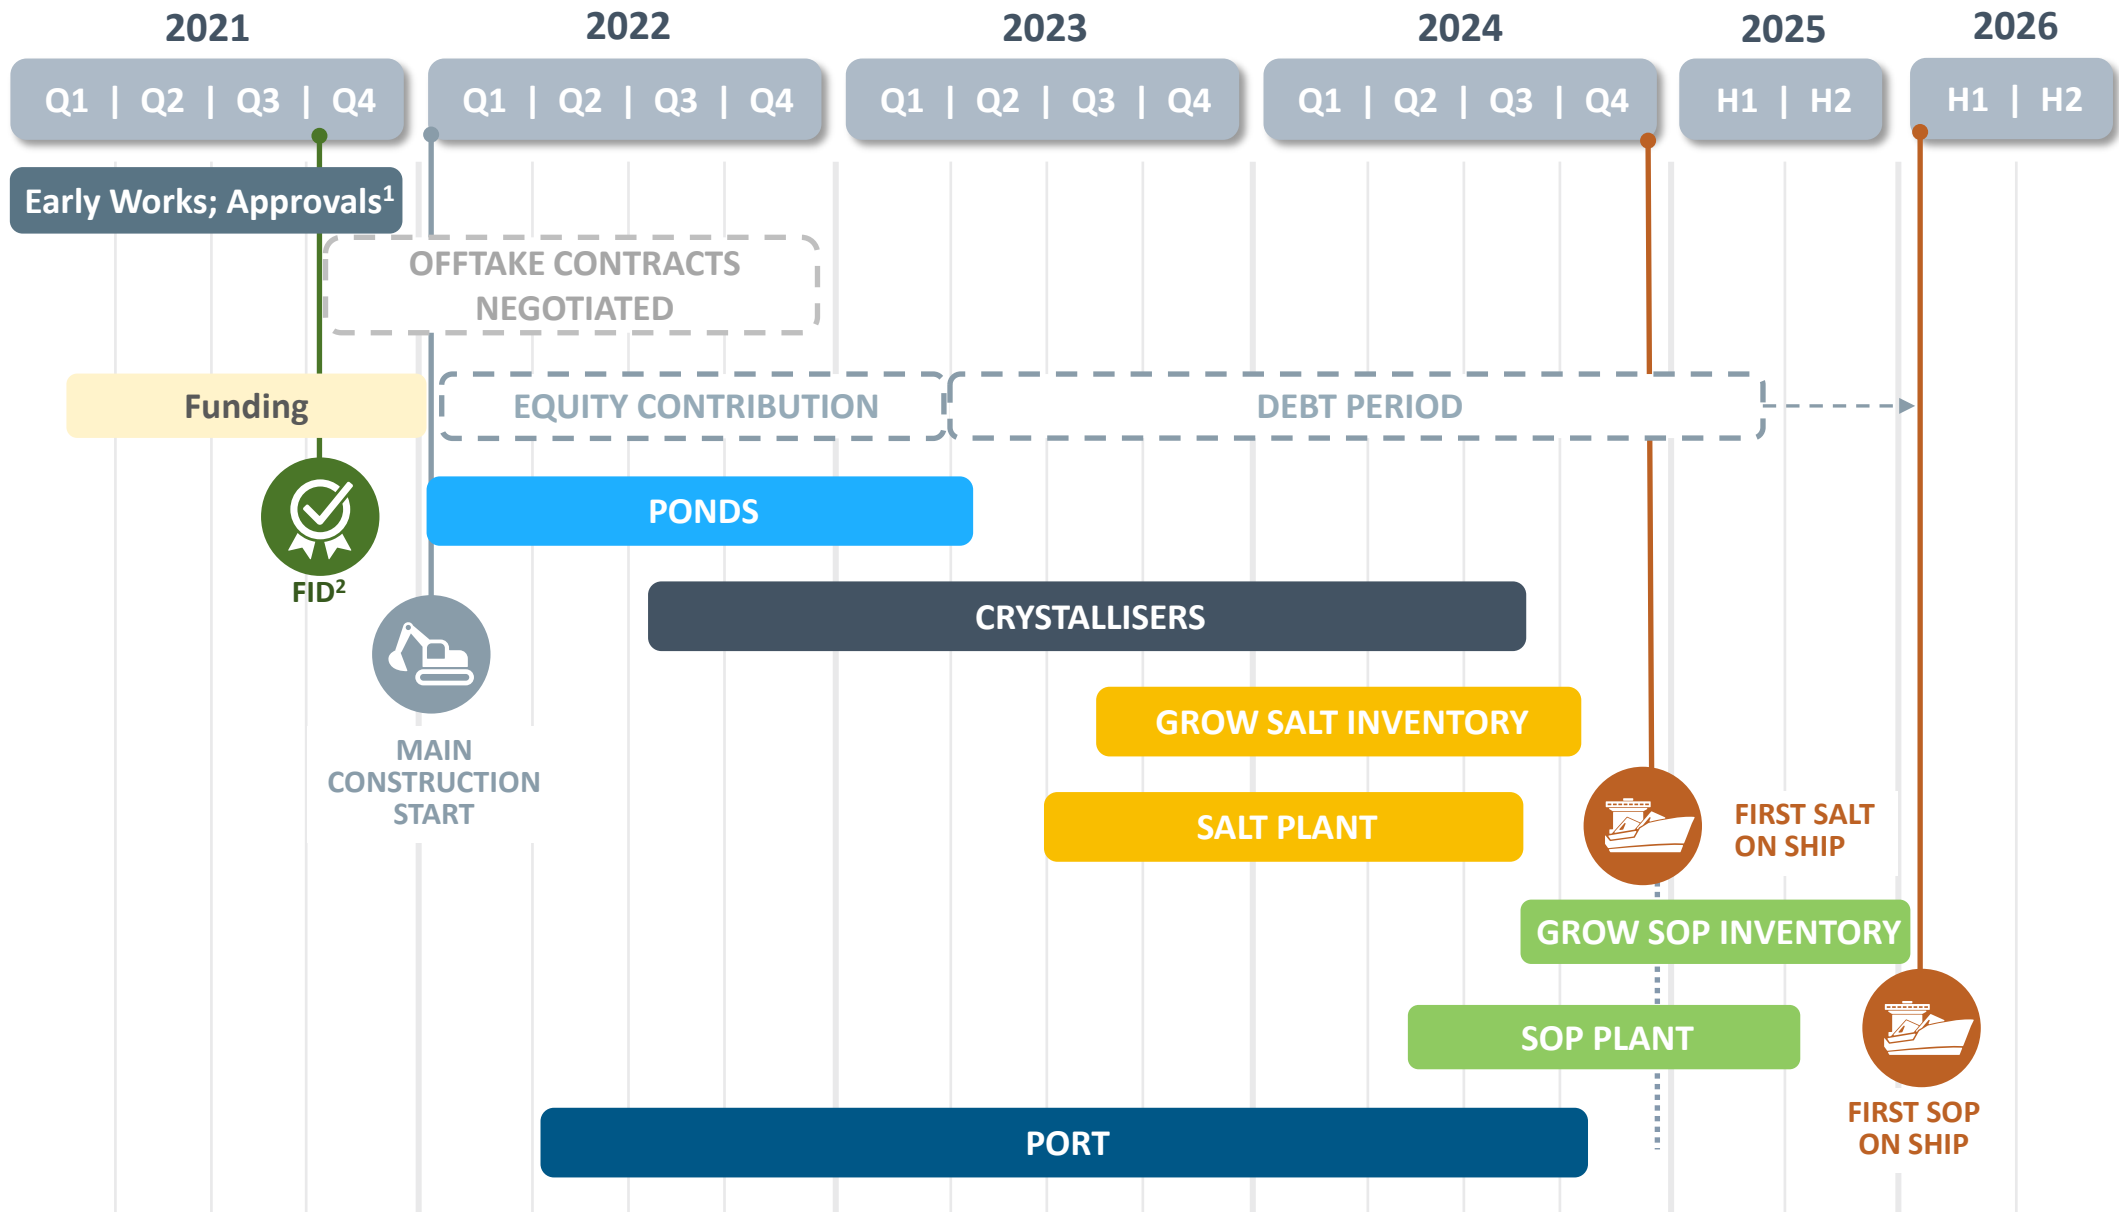 2021 2022 2023 2024 2025 2026
Q1 | Q2 | Q3 | Q4 Q1 | Q2 | Q3 | Q4 Q1 | Q2 | Q3 | Q4 Q1 | Q2 | Q3 | Q4 H1 | H2 H1 | H2
Early Works; Approvals¹
OFFTAKE CONTRACTS
NEGOTIATED
Funding EQUITY CONTRIBUTION DEBT PERIOD
PONDS
FID²
CRYSTALLISERS
GROW SALT INVENTORY
MAIN
CONSTRUCTION
START
SALT PLANT
FIRST SALT
ON SHIP
GROW SOP INVENTORY
SOP PLANT
FIRST SOP
ON SHIP
PORT